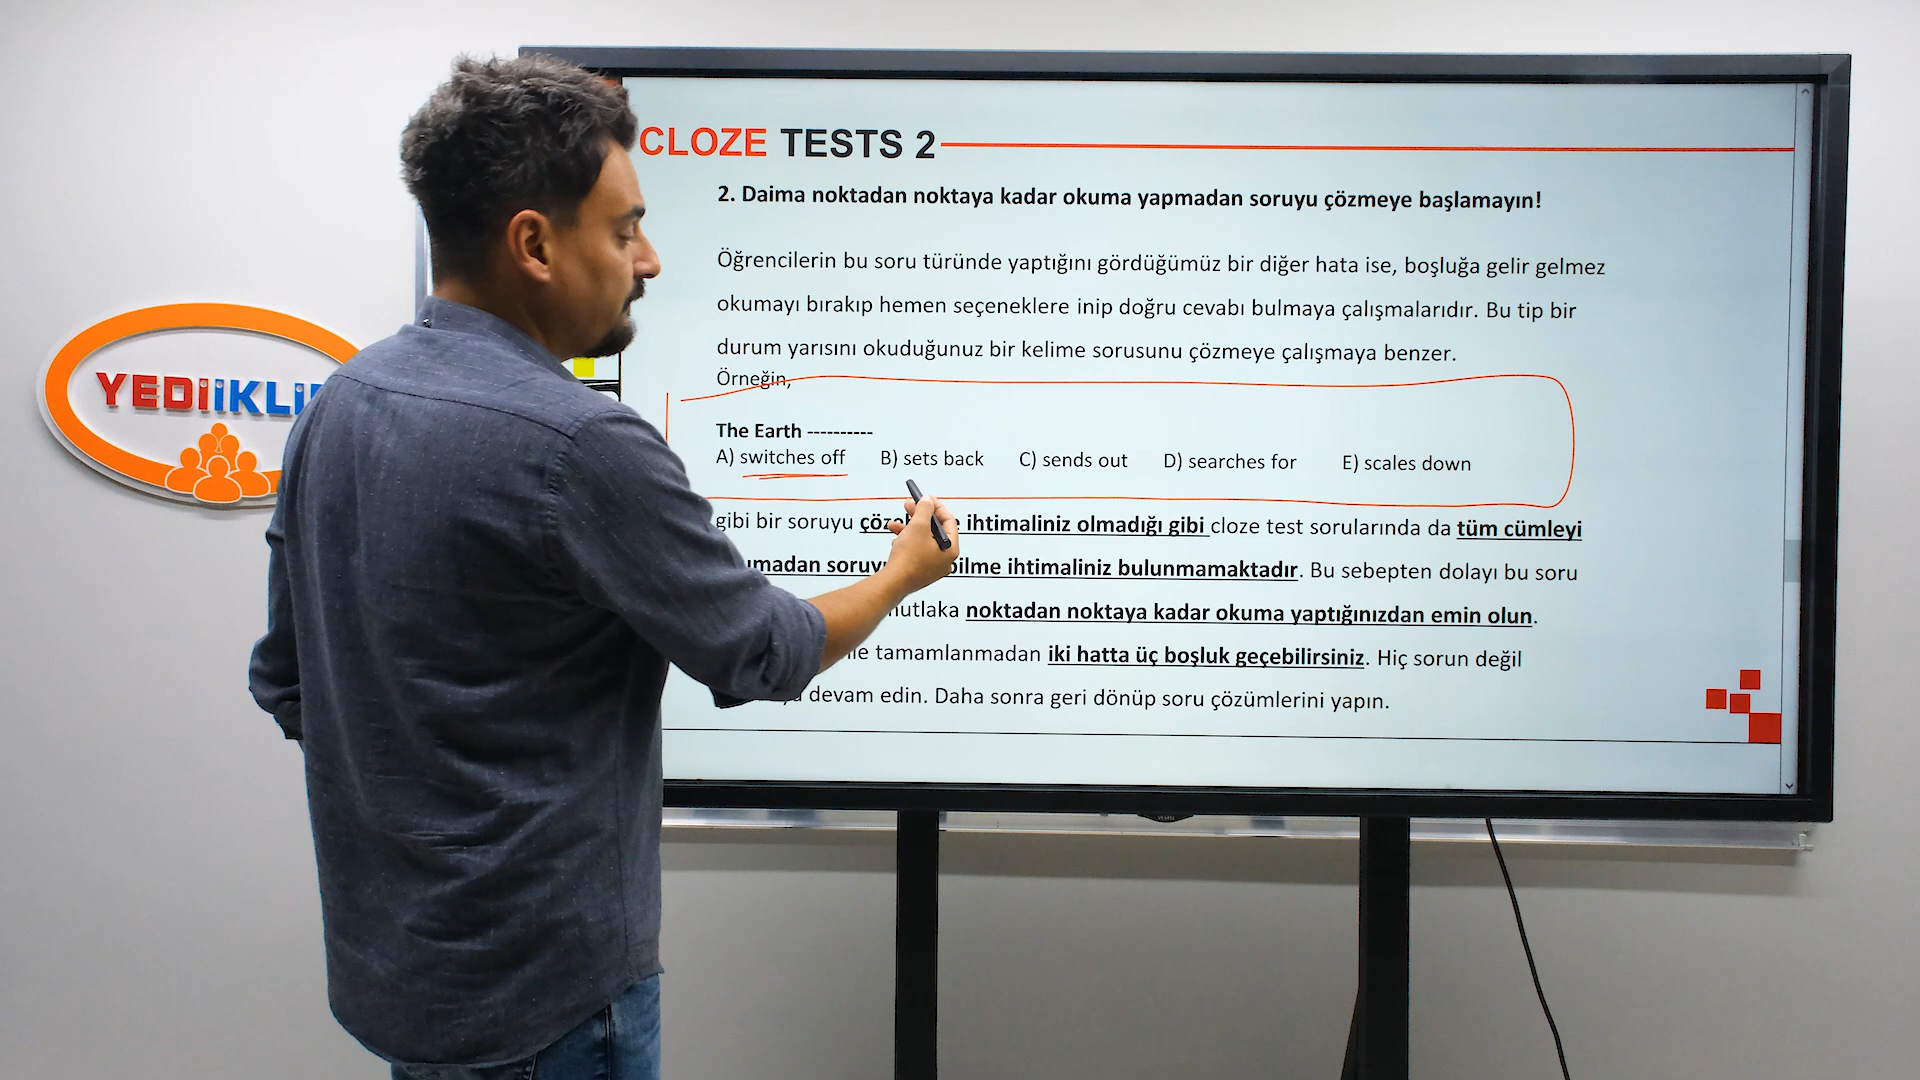 CLOZE TESTS 2
2. Daima noktadan noktaya kadar okuma yapmadan soruyu çözmeye başlamayın!
Öğrencilerin bu soru türünde yaptığını gördüğümüz bir diğer hata ise, boşluğa gelir gelmez
okumayı bırakıp hemen seçeneklere inip doğru cevabı bulmaya çalışmalarıdır. Bu tip bir
durum yarısını okuduğunuz bir kelime sorusunu çözmeye çalışmaya benzer.
Örneğin,
The Earth ----------
A) switches off B) sets back C) sends out D) searches for E) scales down
gibi bir soruyu ihtimaliniz olmadığı gibi cloze test sorularında da tüm cümleyi
ihtimaliniz bulunmamaktadır. Bu sebepten dolayı bu soru
noktadan noktaya kadar okuma yaptığınızdan emin olun.
tamamlanmadan iki hatta üç boşluk geçebilirsiniz. Hiç sorun değil
devam edin. Daha sonra geri dönüp soru çözümlerini yapın.
YEDİİKLİ
VESTEL